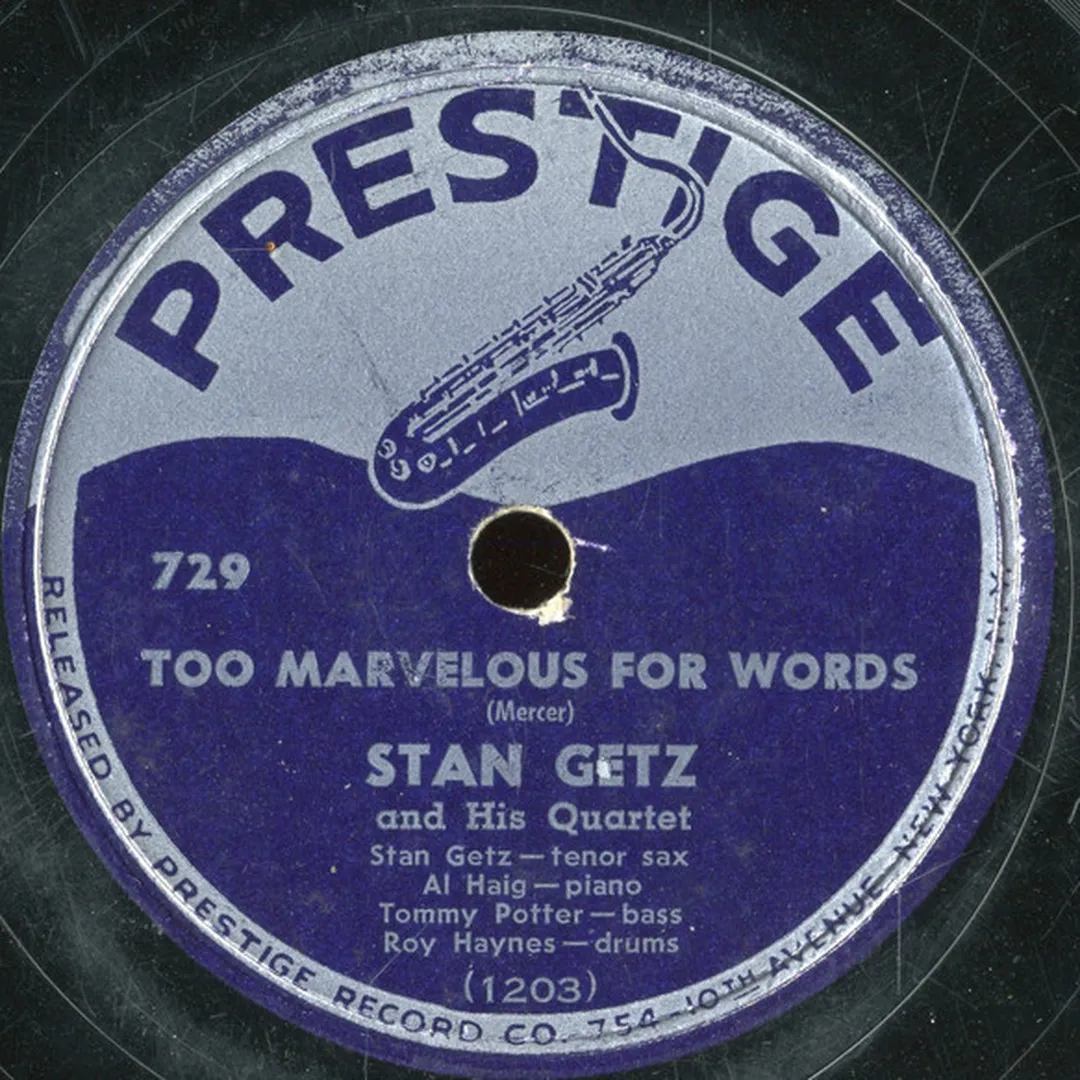 PRESTIGE
729
TOO MARVELOUS FOR WORDS
(Mercer)
STAN GETZ
and His Quartet
Stan Getz — tenor sax
Al Haig — piano
Tommy Potter — bass
Roy Haynes — drums
(1203)
RELEASED BY PRESTIGE RECORD CO. 754-10TH AVENUE - NEW YORK, N.Y.